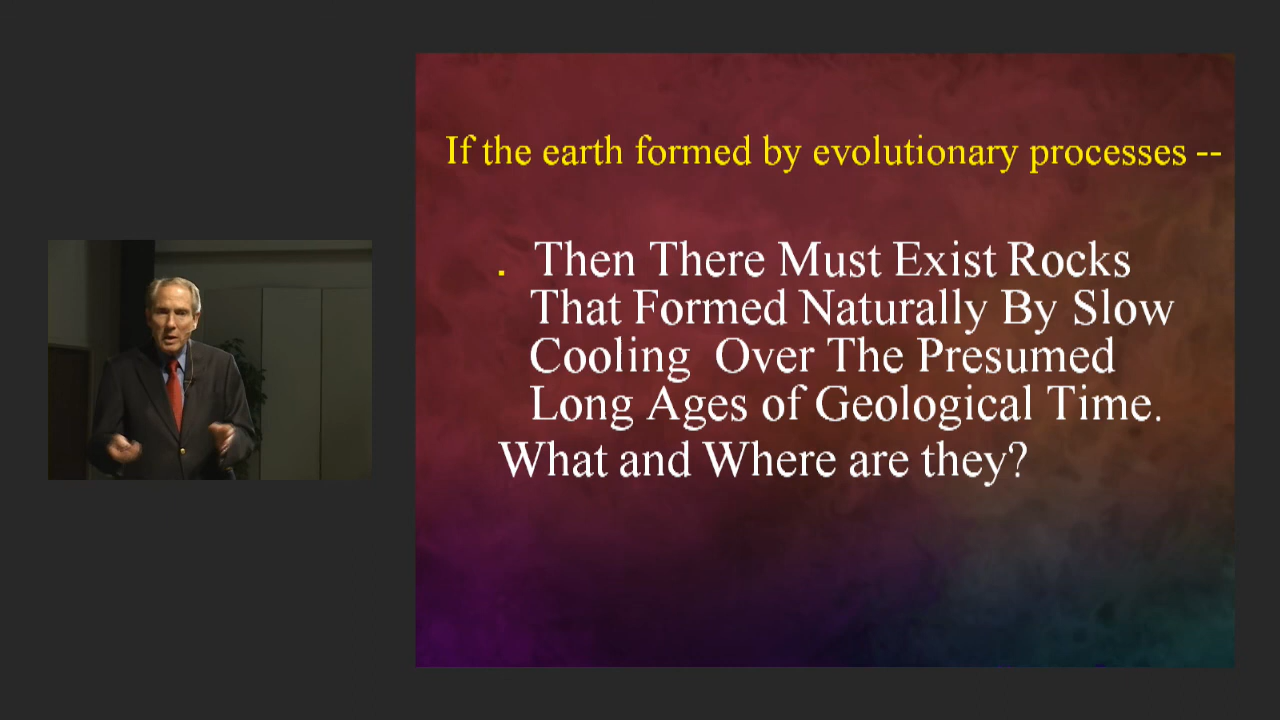 If the earth formed by evolutionary processes --
. Then There Must Exist Rocks
That Formed Naturally By Slow
Cooling Over The Presumed
Long Ages of Geological Time.
What and Where are they?